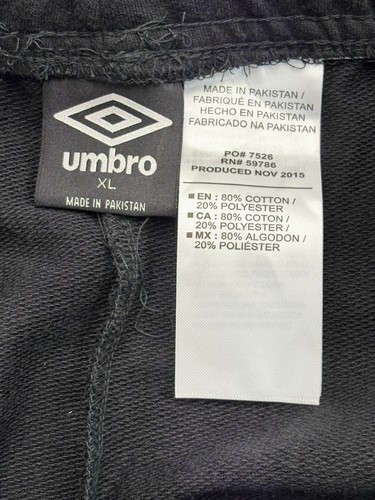 umbro
XL
MADE IN PAKISTAN
MADE IN PAKISTAN /
FABRIQUÉ EN PAKISTAN
HECHO EN PAKISTAN /
FABRICADO NA PAKISTAN
PO# 7526
RN# 59786
PRODUCED NOV 2015
■ EN : 80% COTTON /
20% POLYESTER /
■ CA : 80% COTON /
20% POLYESTER /
■ MX : 80% ALGODON /
20% POLIÉSTER